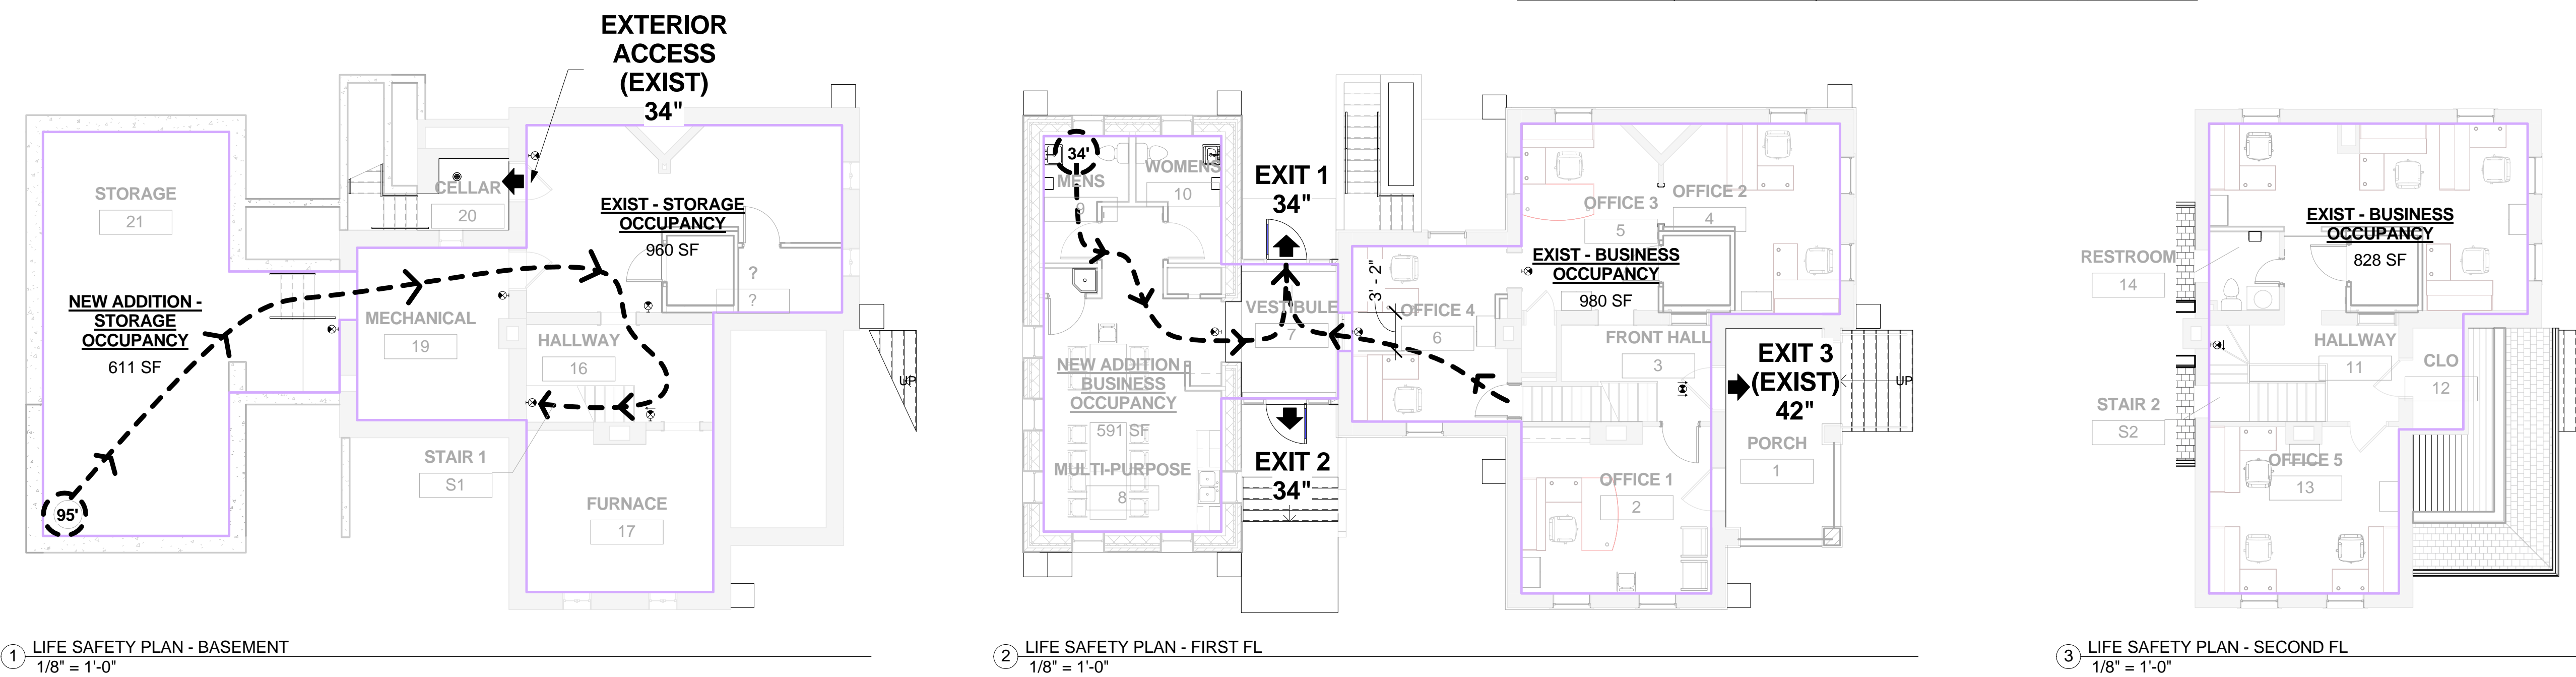 EXTERIOR
ACCESS
(EXIST)
34"
STORAGE
21
CELLAR
20
EXIST - STORAGE
OCCUPANCY
960 SF
?
?
NEW ADDITION -
STORAGE
OCCUPANCY
611 SF
MECHANICAL
19
HALLWAY
16
STAIR 1
S1
FURNACE
17
UP
95'
1
LIFE SAFETY PLAN - BASEMENT
1/8" = 1'-0"
34'
MENS
9
WOMENS
10
EXIT 1
34"
VESTIBULE
7
3' - 2"
OFFICE 4
6
OFFICE 3
5
OFFICE 2
4
EXIST - BUSINESS
OCCUPANCY
980 SF
FRONT HALL
3
EXIT 3
(EXIST)
42"
UP
NEW ADDITION -
BUSINESS
OCCUPANCY
591 SF
MULTI-PURPOSE
8
EXIT 2
34"
OFFICE 1
2
PORCH
1
2
LIFE SAFETY PLAN - FIRST FL
1/8" = 1'-0"
EXIST - BUSINESS
OCCUPANCY
828 SF
RESTROOM
14
HALLWAY
11
CLO
12
STAIR 2
S2
OFFICE 5
13
3
LIFE SAFETY PLAN - SECOND FL
1/8" = 1'-0"